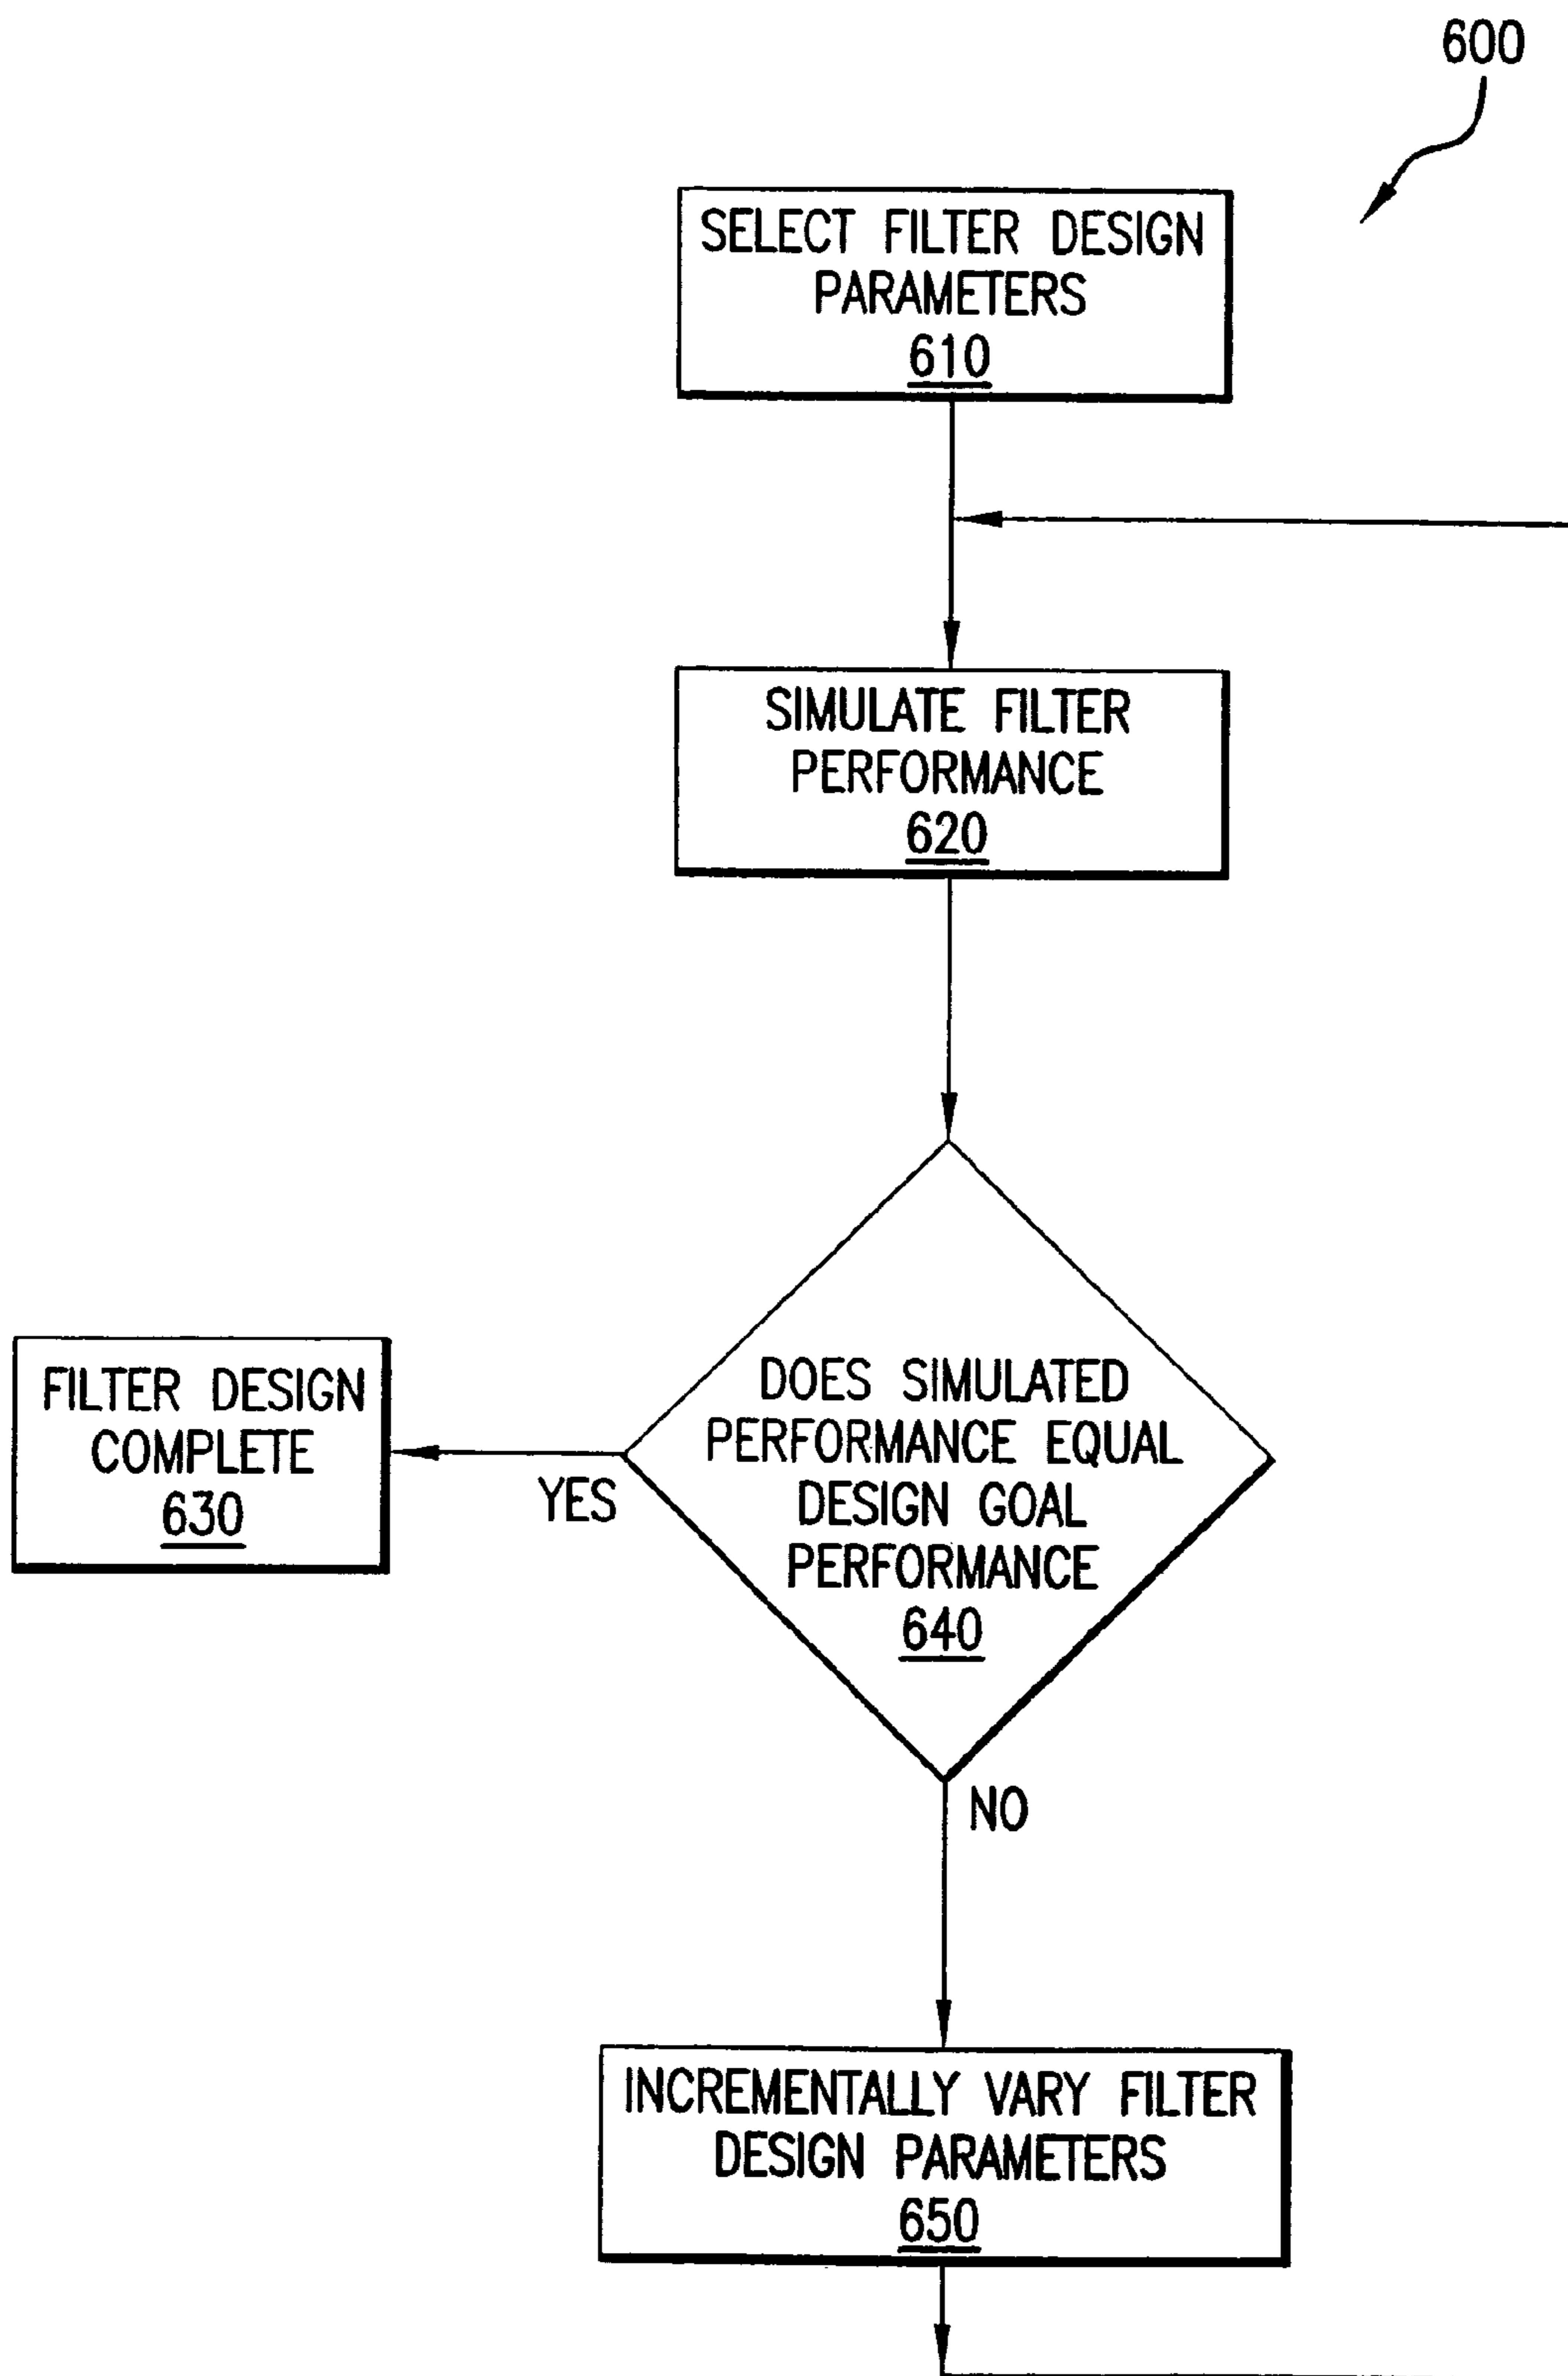 600
SELECT FILTER DESIGN
PARAMETERS
610
SIMULATE FILTER
PERFORMANCE
620
DOES SIMULATED
PERFORMANCE EQUAL
DESIGN GOAL
PERFORMANCE
640
YES
FILTER DESIGN
COMPLETE
630
NO
INCREMENTALLY VARY FILTER
DESIGN PARAMETERS
650